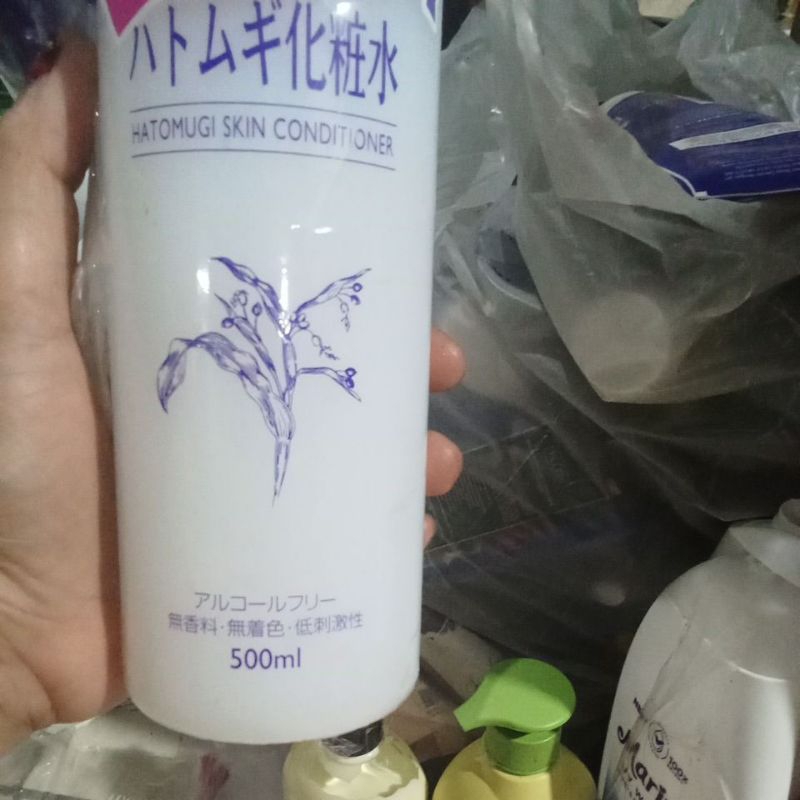 ハトムギ化粧水
HATOMUGI SKIN CONDITIONER
アルコールフリー
無香料・無着色・低刺激性
500ml
100%